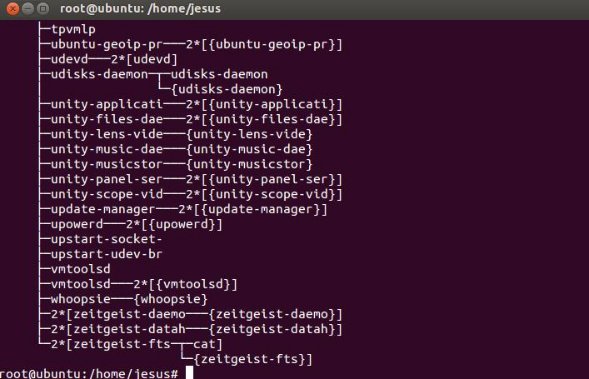 root@ubuntu: /home/jesus
├─tpvmlp
├─ubuntu-geoip-pr───2*[{ubuntu-geoip-pr}]
├─udevd───2*[udevd]
├─udisks-daemon─┬─udisks-daemon
│               └─{udisks-daemon}
├─unity-applicati───2*[{unity-applicati}]
├─unity-files-dae───2*[{unity-files-dae}]
├─unity-lens-vide───{unity-lens-vide}
├─unity-music-dae───{unity-music-dae}
├─unity-musicstor───{unity-musicstor}
├─unity-panel-ser───2*[{unity-panel-ser}]
├─unity-scope-vid───2*[{unity-scope-vid}]
├─update-manager───2*[{update-manager}]
├─upowerd───2*[{upowerd}]
├─upstart-socket-
├─upstart-udev-br
├─vmtoolsd
├─vmtoolsd───2*[{vmtoolsd}]
├─whoopsie───{whoopsie}
├─2*[zeitgeist-daemo───{zeitgeist-daemo}]
├─2*[zeitgeist-datah───{zeitgeist-datah}]
└─2*[zeitgeist-fts─┬─cat]
                   └─{zeitgeist-fts}]
root@ubuntu:/home/jesus#